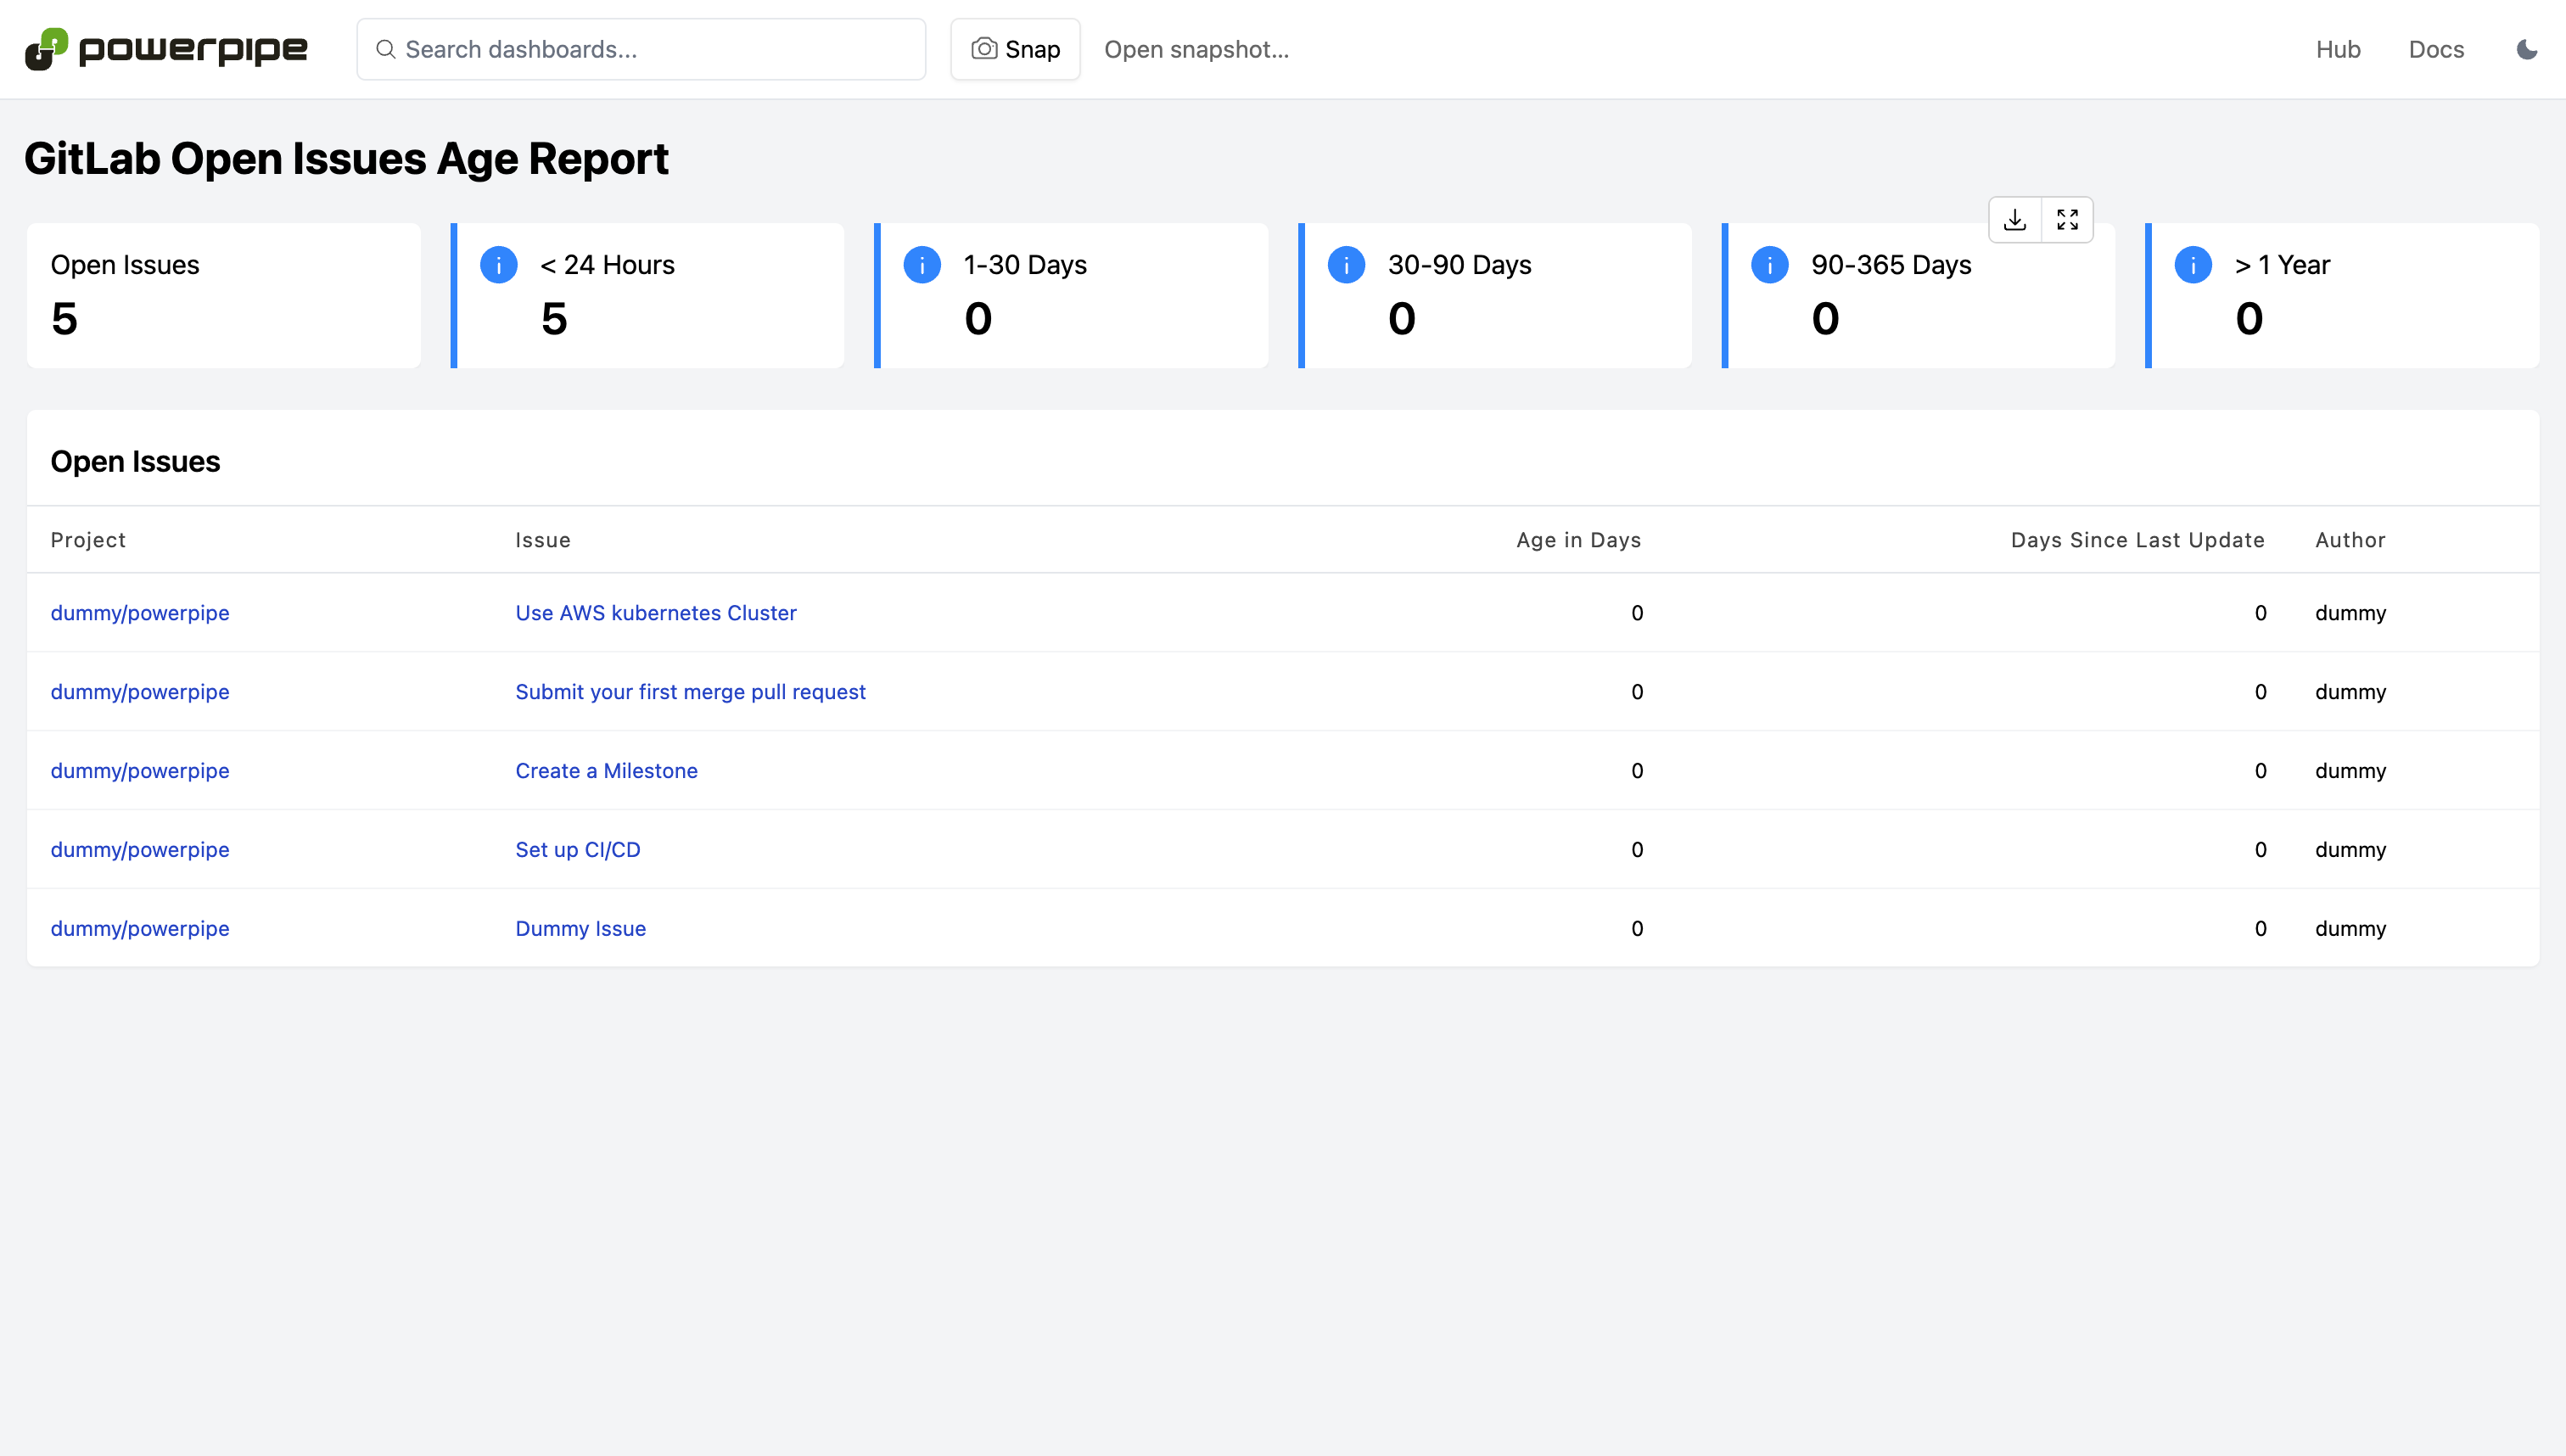 powerpipe Search dashboards... Snap Open snapshot... Hub Docs
GitLab Open Issues Age Report
Open Issues
5
< 24 Hours
5
1-30 Days
0
30-90 Days
0
90-365 Days
0
> 1 Year
0
Open Issues
Project Issue Age in Days Days Since Last Update Author
dummy/powerpipe Use AWS kubernetes Cluster 0 0 dummy
dummy/powerpipe Submit your first merge pull request 0 0 dummy
dummy/powerpipe Create a Milestone 0 0 dummy
dummy/powerpipe Set up CI/CD 0 0 dummy
dummy/powerpipe Dummy Issue 0 0 dummy